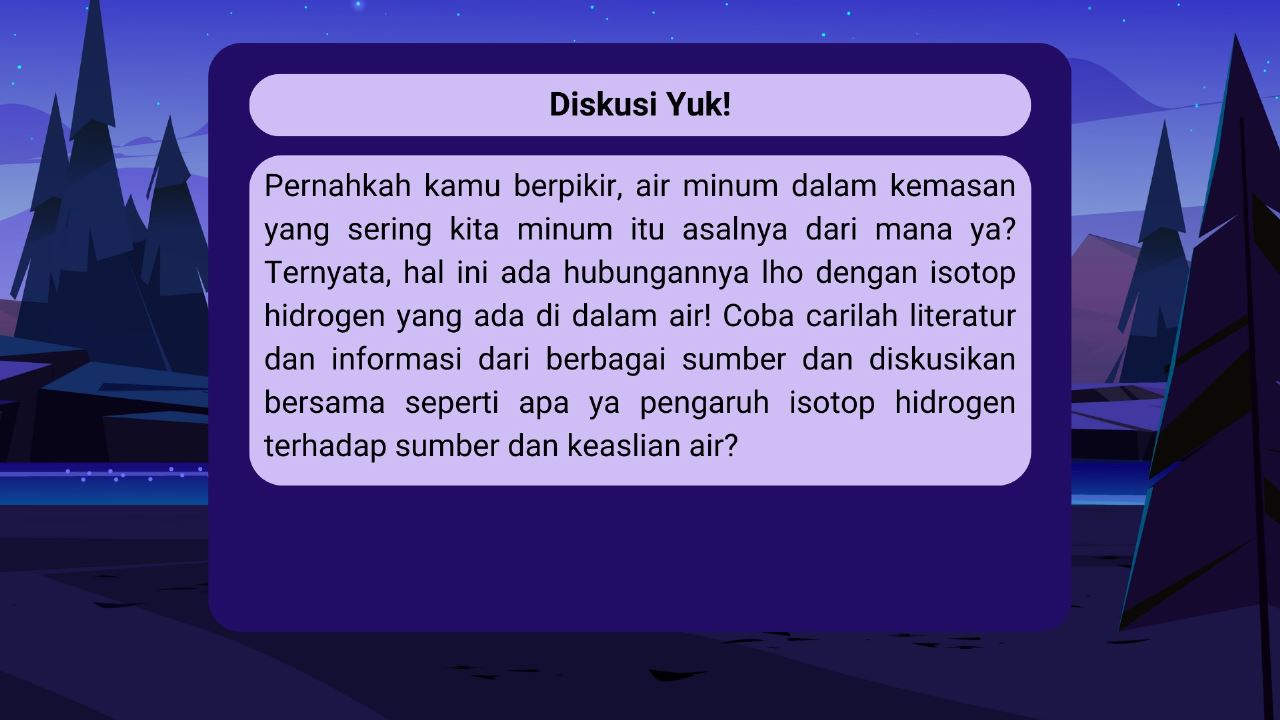 Diskusi Yuk!
Pernahkah kamu berpikir, air minum dalam kemasan
yang sering kita minum itu asalnya dari mana ya?
Ternyata, hal ini ada hubungannya lho dengan isotop
hidrogen yang ada di dalam air! Coba carilah literatur
dan informasi dari berbagai sumber dan diskusikan
bersama seperti apa ya pengaruh isotop hidrogen
terhadap sumber dan keaslian air?